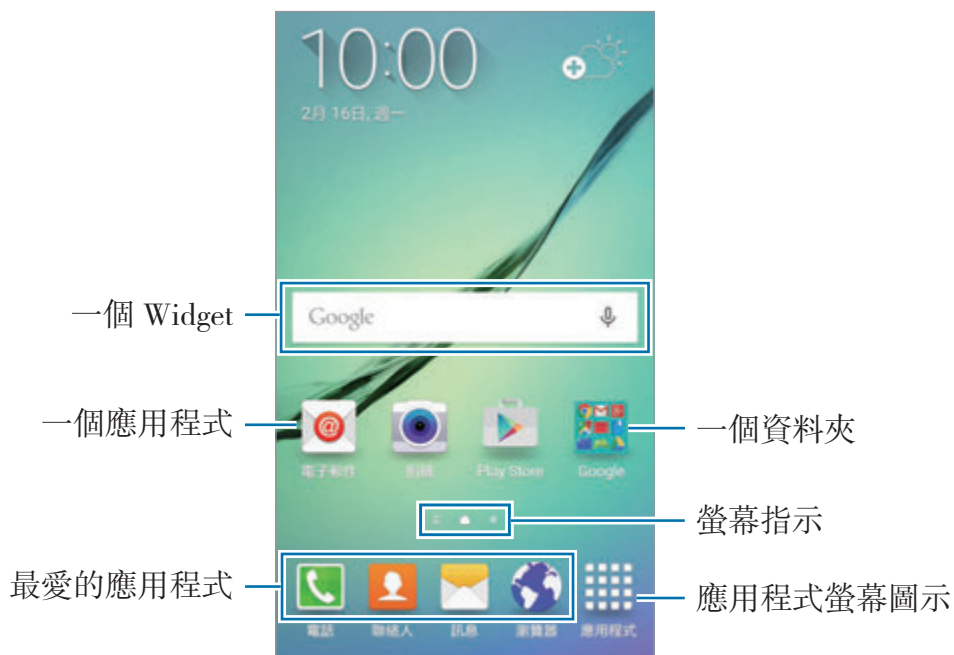 10:00
2月 16日, 週一
一個 Widget
Google
一個應用程式
電子郵件
相機
Play Store
Google
一個資料夾
螢幕指示
最愛的應用程式
電話
聯絡人
訊息
瀏覽器
應用程式
應用程式螢幕圖示